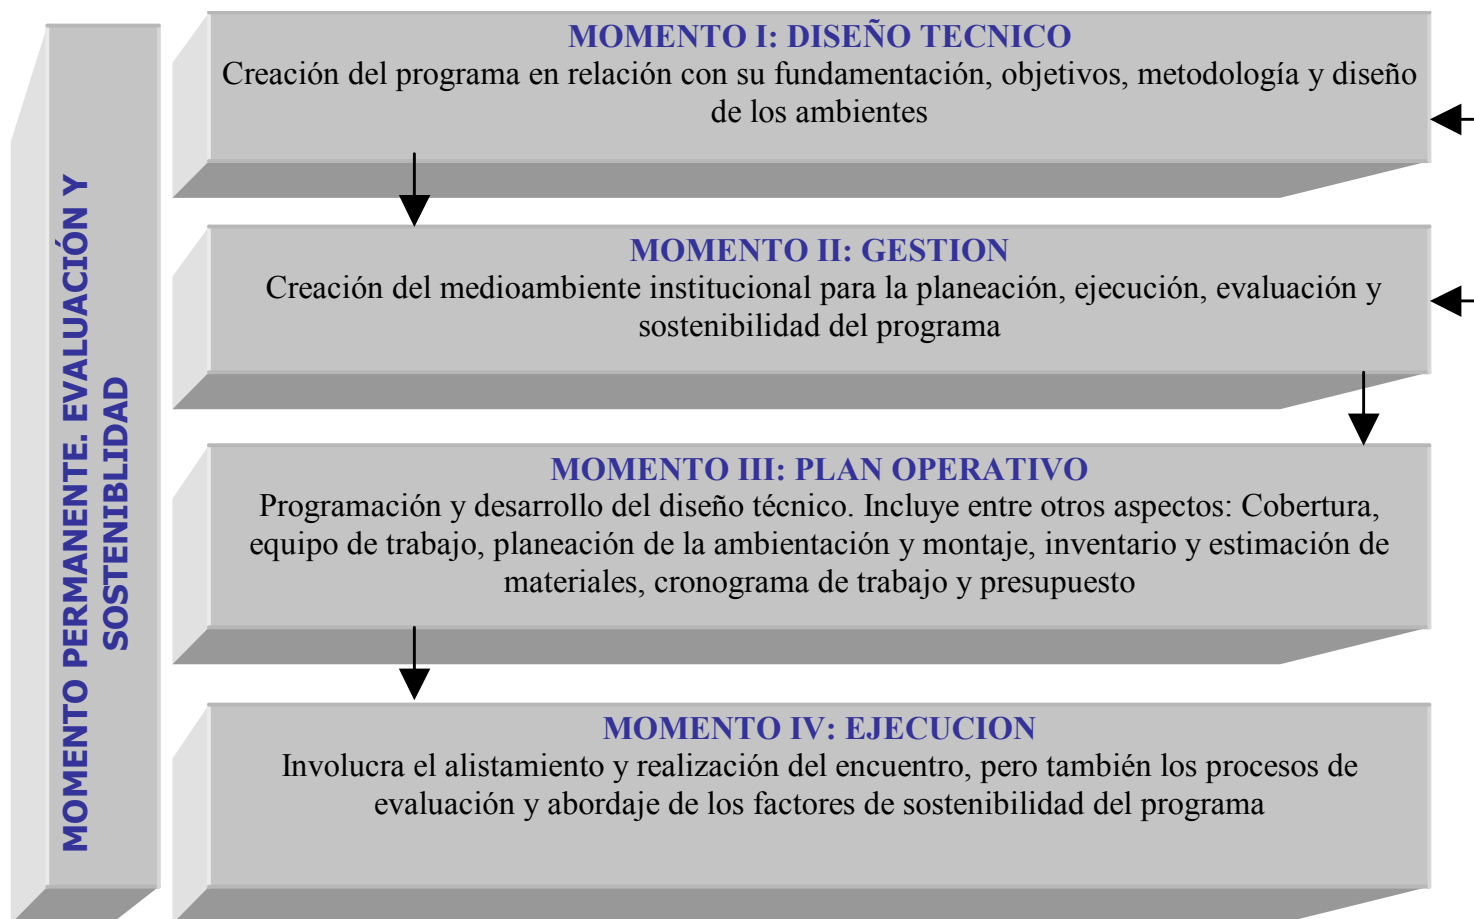 MOMENTO PERMANENTE. EVALUACIÓN Y
SOSTENIBLIDAD
MOMENTO I: DISEÑO TECNICO
Creación del programa en relación con su fundamentación, objetivos, metodología y diseño
de los ambientes
MOMENTO II: GESTION
Creación del medioambiente institucional para la planeación, ejecución, evaluación y
sostenibilidad del programa
MOMENTO III: PLAN OPERATIVO
Programación y desarrollo del diseño técnico. Incluye entre otros aspectos: Cobertura,
equipo de trabajo, planeación de la ambientación y montaje, inventario y estimación de
materiales, cronograma de trabajo y presupuesto
MOMENTO IV: EJECUCION
Involucra el alistamiento y realización del encuentro, pero también los procesos de
evaluación y abordaje de los factores de sostenibilidad del programa